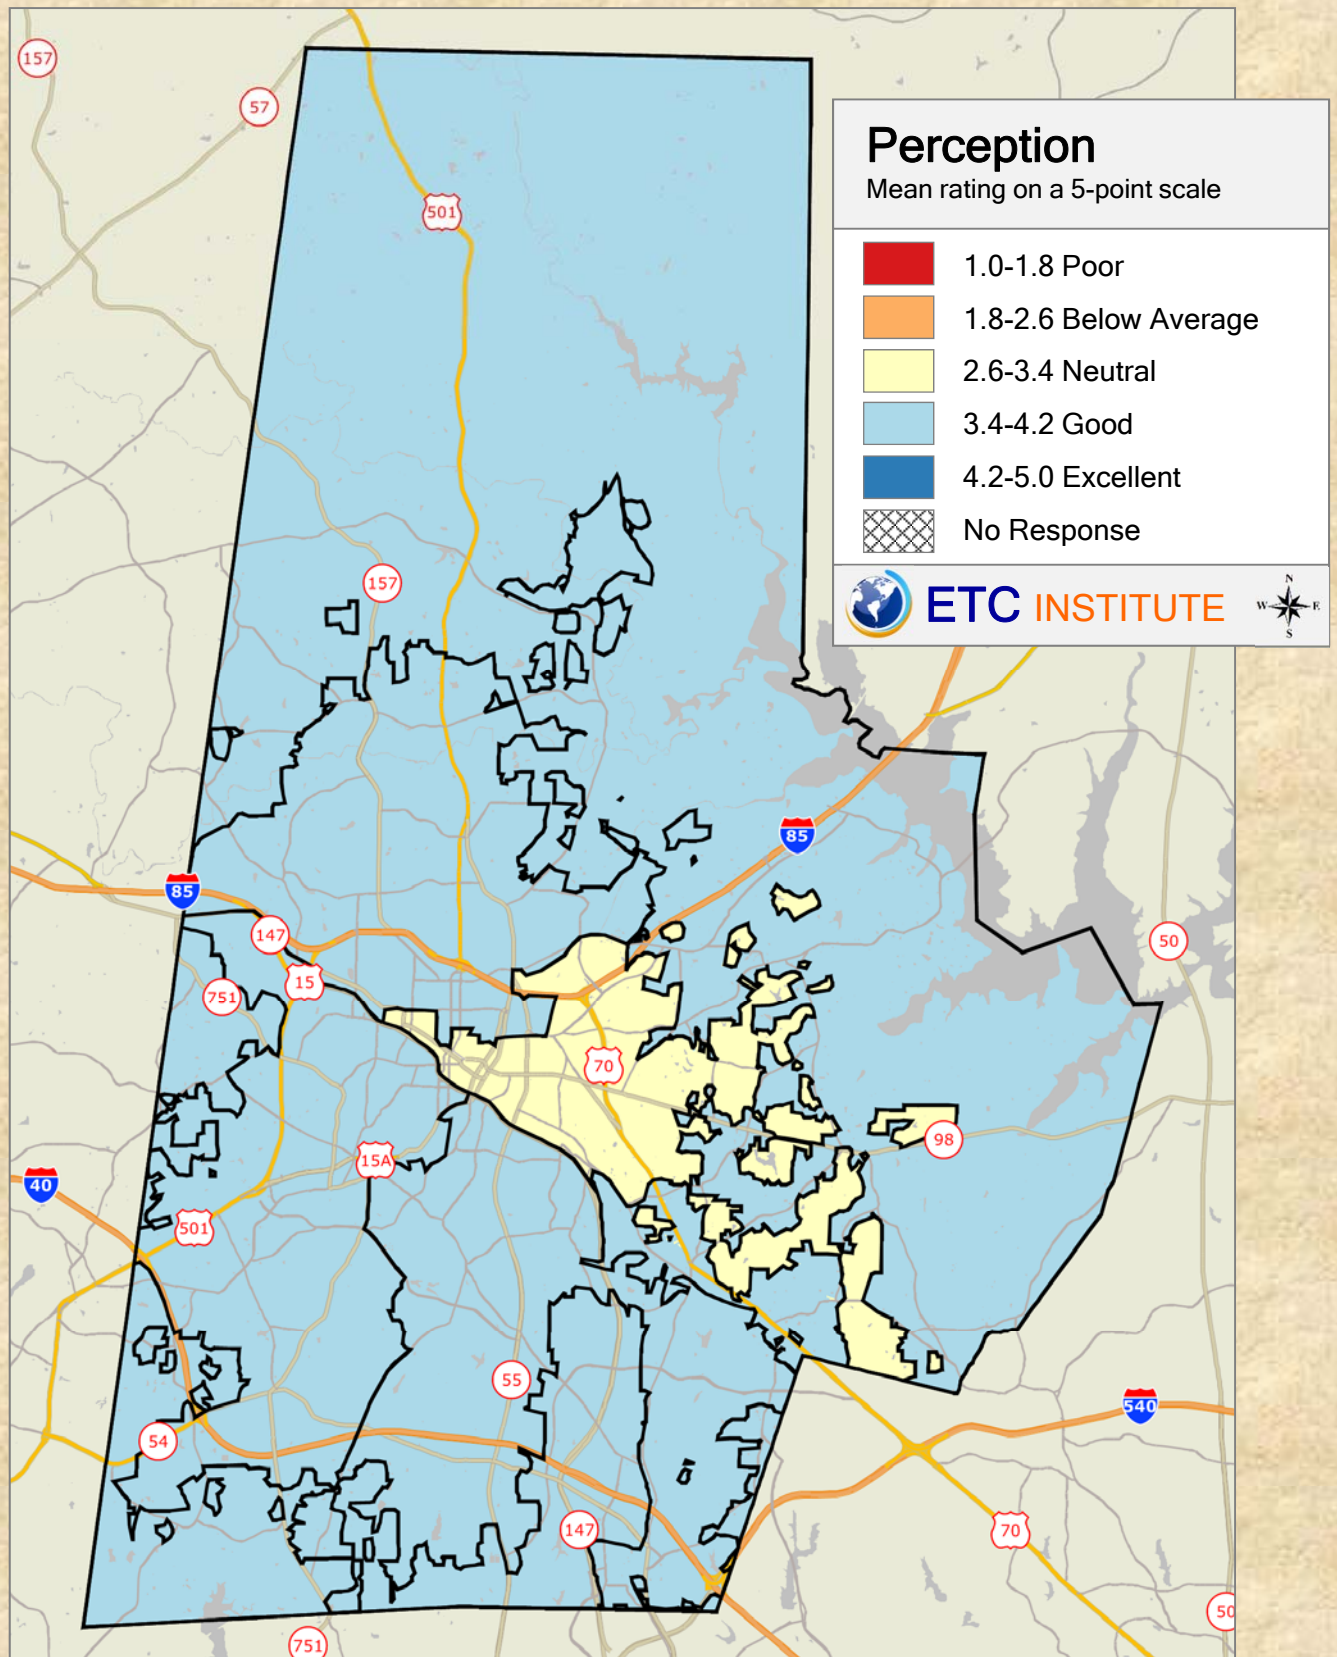 157
57
501
Perception
Mean rating on a 5-point scale
1.0-1.8 Poor
1.8-2.6 Below Average
2.6-3.4 Neutral
3.4-4.2 Good
4.2-5.0 Excellent
No Response
ETC INSTITUTE
N
W E
S
157
85
85
147
50
15
751
70
98
15A
40
501
55
540
54
147
70
50
751